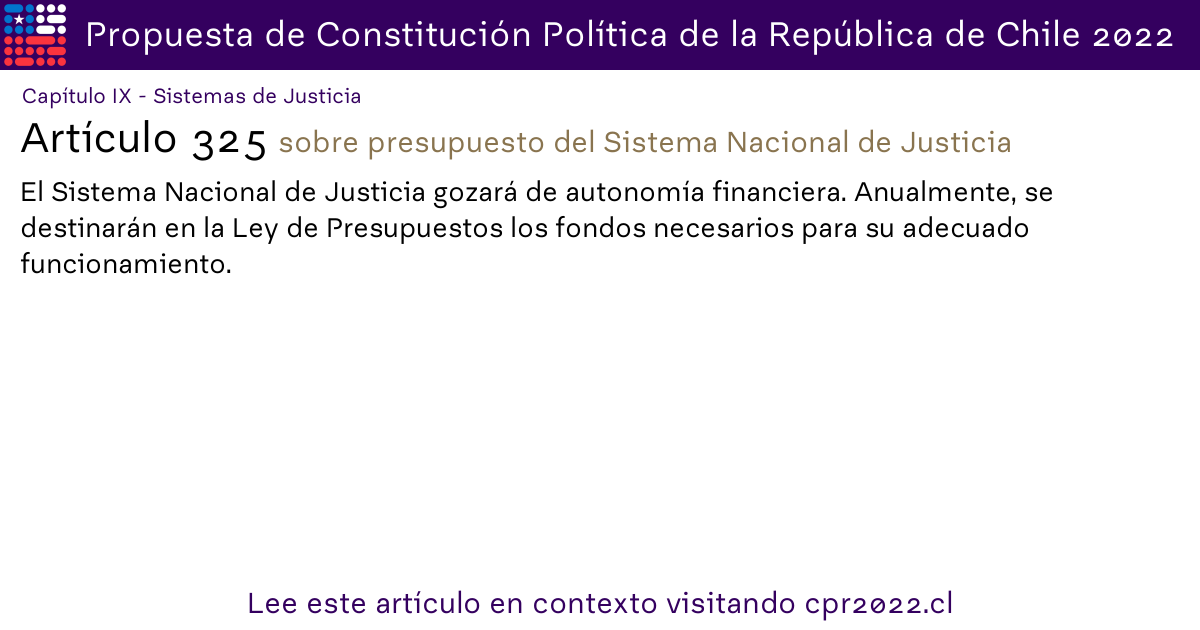 Propuesta de Constitución Política de la República de Chile 2022
Capítulo IX - Sistemas de Justicia
Artículo 325 sobre presupuesto del Sistema Nacional de Justicia
El Sistema Nacional de Justicia gozará de autonomía financiera. Anualmente, se
destinarán en la Ley de Presupuestos los fondos necesarios para su adecuado
funcionamiento.
Lee este artículo en contexto visitando cpr2022.cl